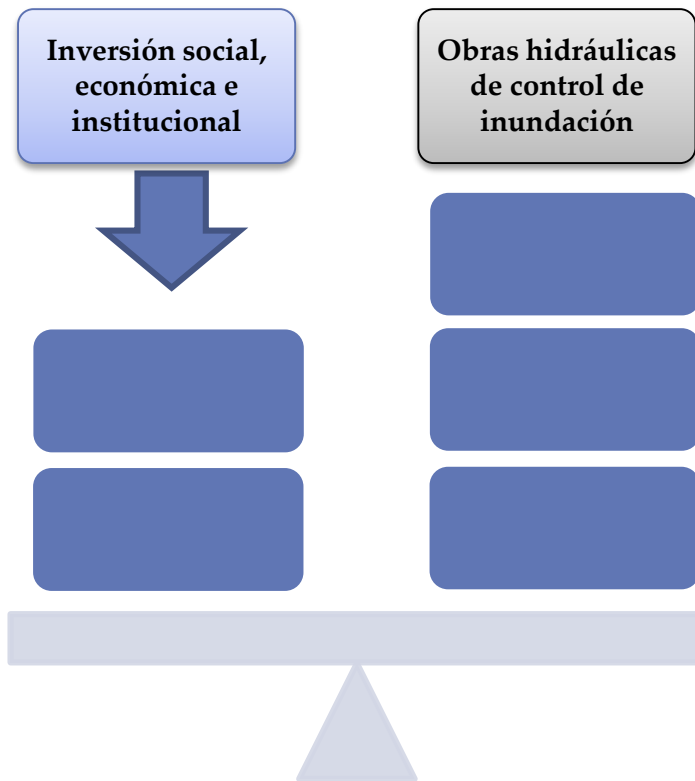 Inversión social,
económica e
institucional
Obras hidráulicas
de control de
inundación